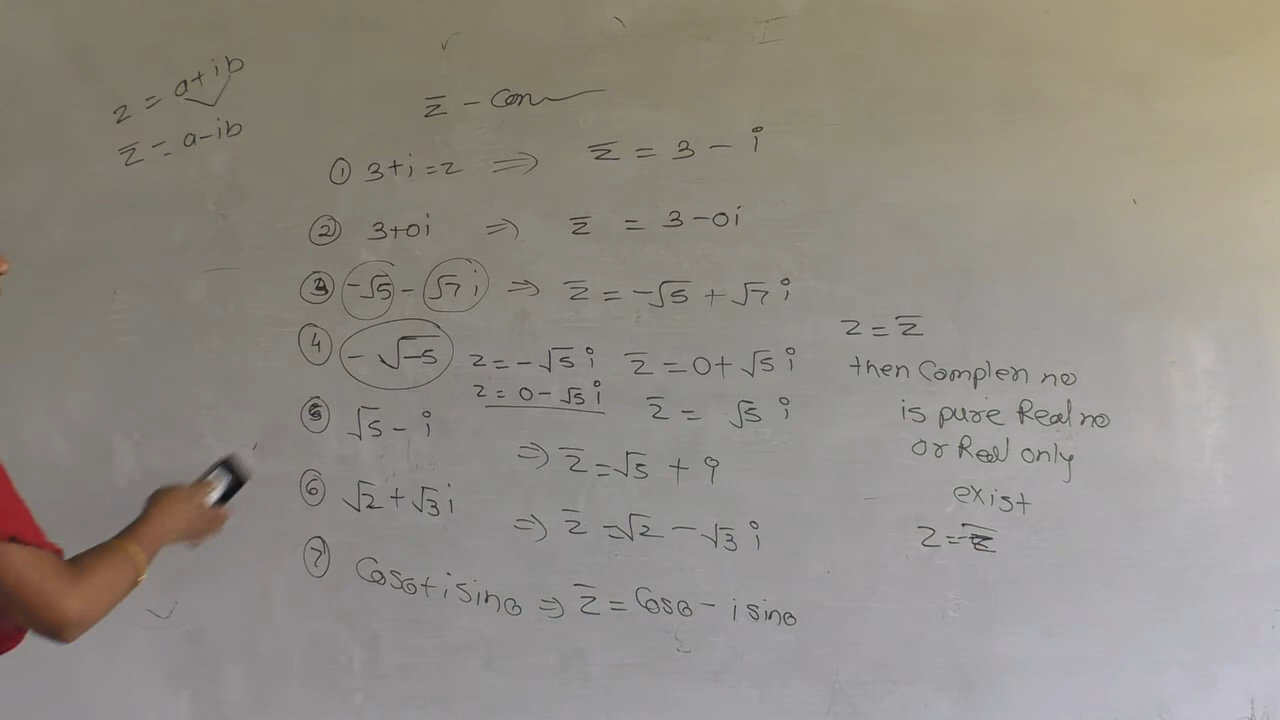 z = a+ib
z̅ = a-ib
z̅ - con
① 3+i=z ⇒ z̅ = 3 - i
② 3+0i ⇒ z̅ = 3-0i
③ -√5 - √7 i ⇒ z̅ = -√5 + √7 i
④ - √-5 z = -√5 i z̅ = 0+ √5 i
z = 0 - √5 i z̅ = √5 i
⑤ √5 - i ⇒ z̅ = √5 + i
⑥ √2 + √3 i ⇒ z̅ = √2 - √3 i
⑦ Cosθ + i sinθ ⇒ z̅ = Cosθ - i sinθ
z = z̅
then Complex no
is pure Real no
or Real only
exist
z = z̅